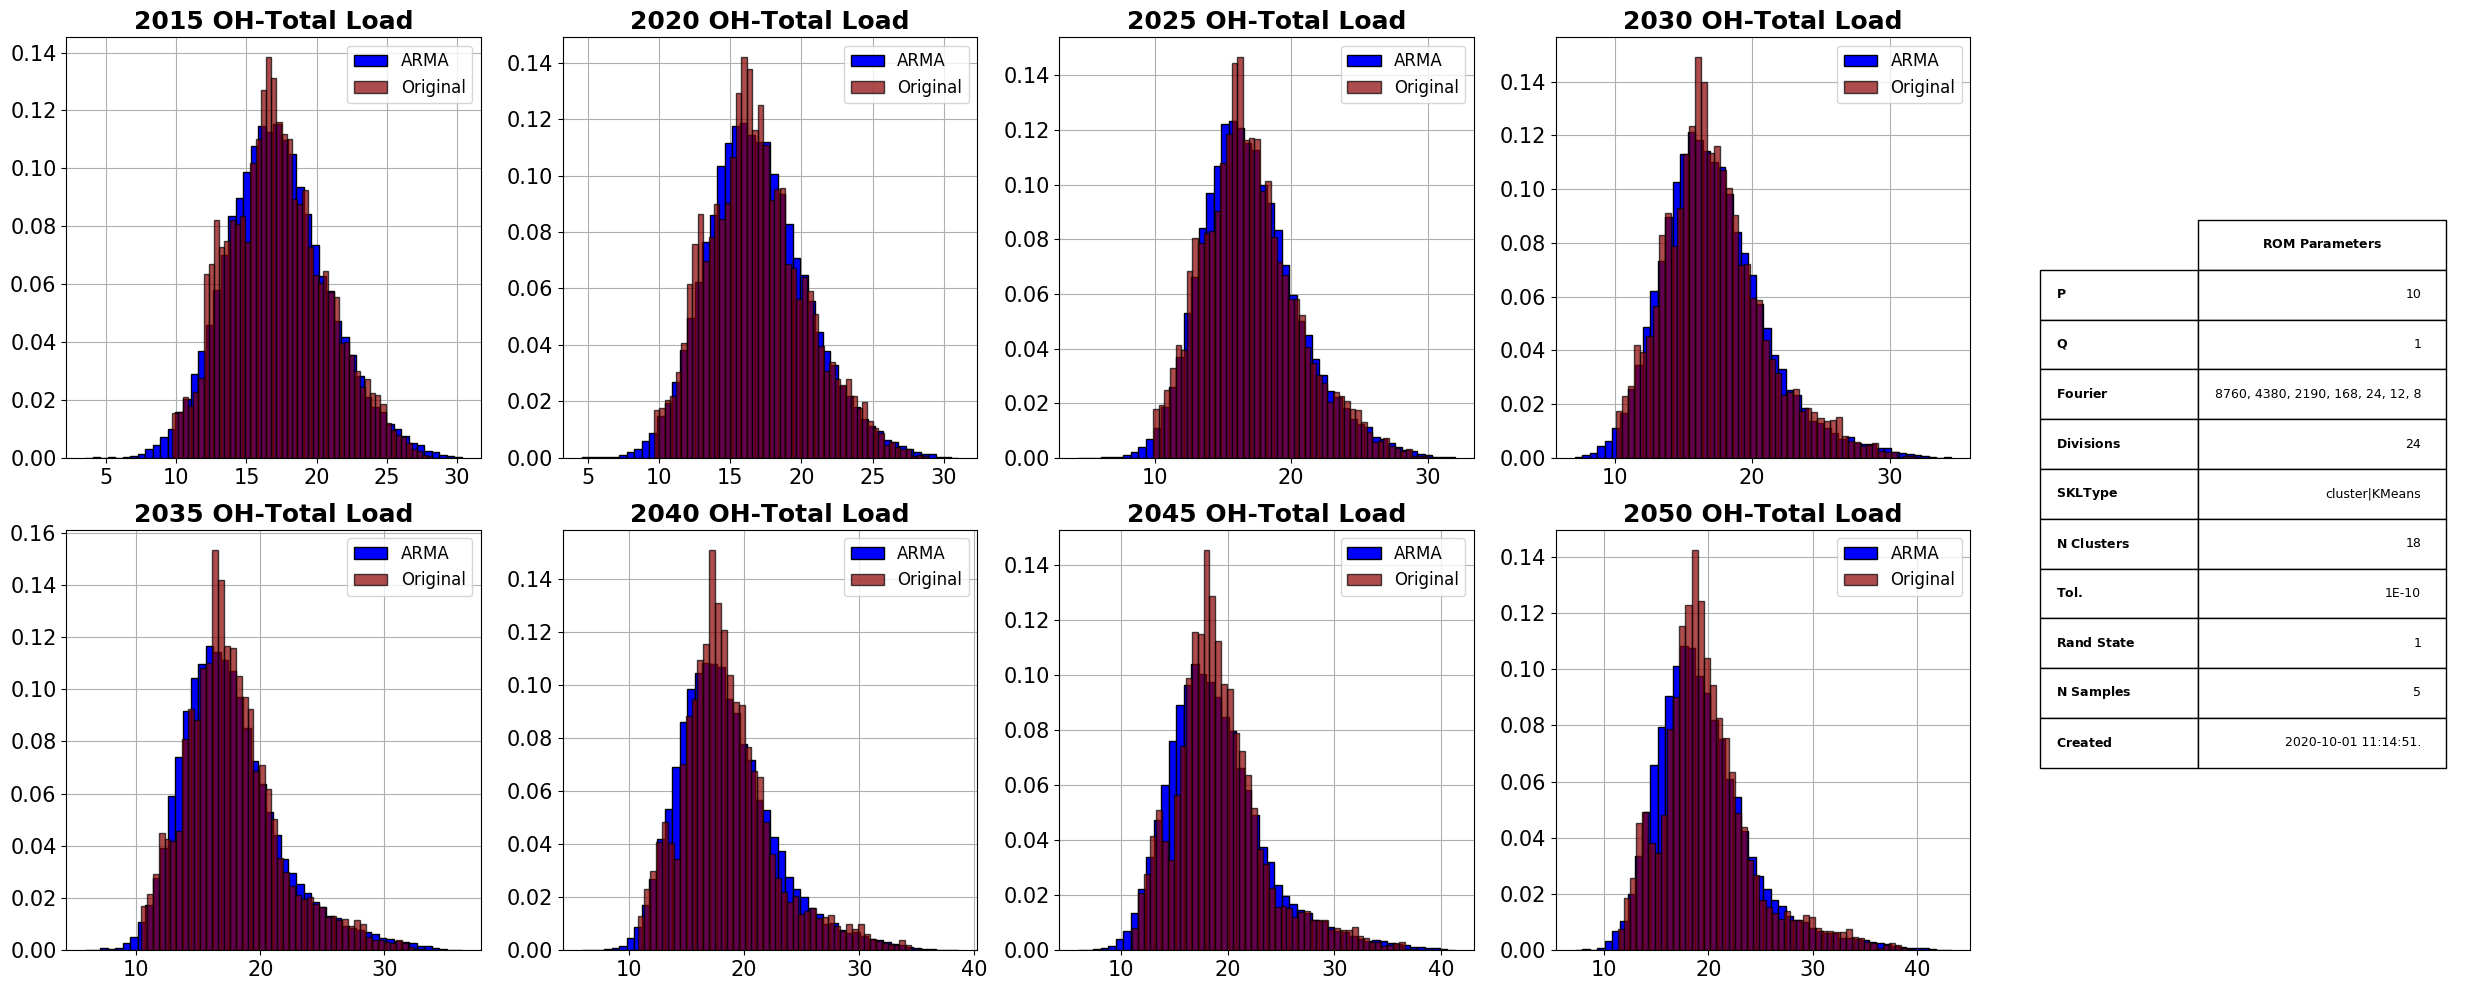 2015 OH-Total Load
0.14
0.12
0.10
0.08
0.06
0.04
0.02
0.00
5 10 15 20 25 30
ARMA
Original
2020 OH-Total Load
0.14
0.12
0.10
0.08
0.06
0.04
0.02
0.00
5 10 15 20 25 30
ARMA
Original
2025 OH-Total Load
0.14
0.12
0.10
0.08
0.06
0.04
0.02
0.00
10 20 30
ARMA
Original
2030 OH-Total Load
0.14
0.12
0.10
0.08
0.06
0.04
0.02
0.00
10 20 30
ARMA
Original
2035 OH-Total Load
0.16
0.14
0.12
0.10
0.08
0.06
0.04
0.02
0.00
10 20 30
ARMA
Original
2040 OH-Total Load
0.14
0.12
0.10
0.08
0.06
0.04
0.02
0.00
10 20 30 40
ARMA
Original
2045 OH-Total Load
0.14
0.12
0.10
0.08
0.06
0.04
0.02
0.00
10 20 30 40
ARMA
Original
2050 OH-Total Load
0.14
0.12
0.10
0.08
0.06
0.04
0.02
0.00
10 20 30 40
ARMA
Original
ROM Parameters
P 10
Q 1
Fourier 8760, 4380, 2190, 168, 24, 12, 8
Divisions 24
SKLType cluster|KMeans
N Clusters 18
Tol. 1E-10
Rand State 1
N Samples 5
Created 2020-10-01 11:14:51.